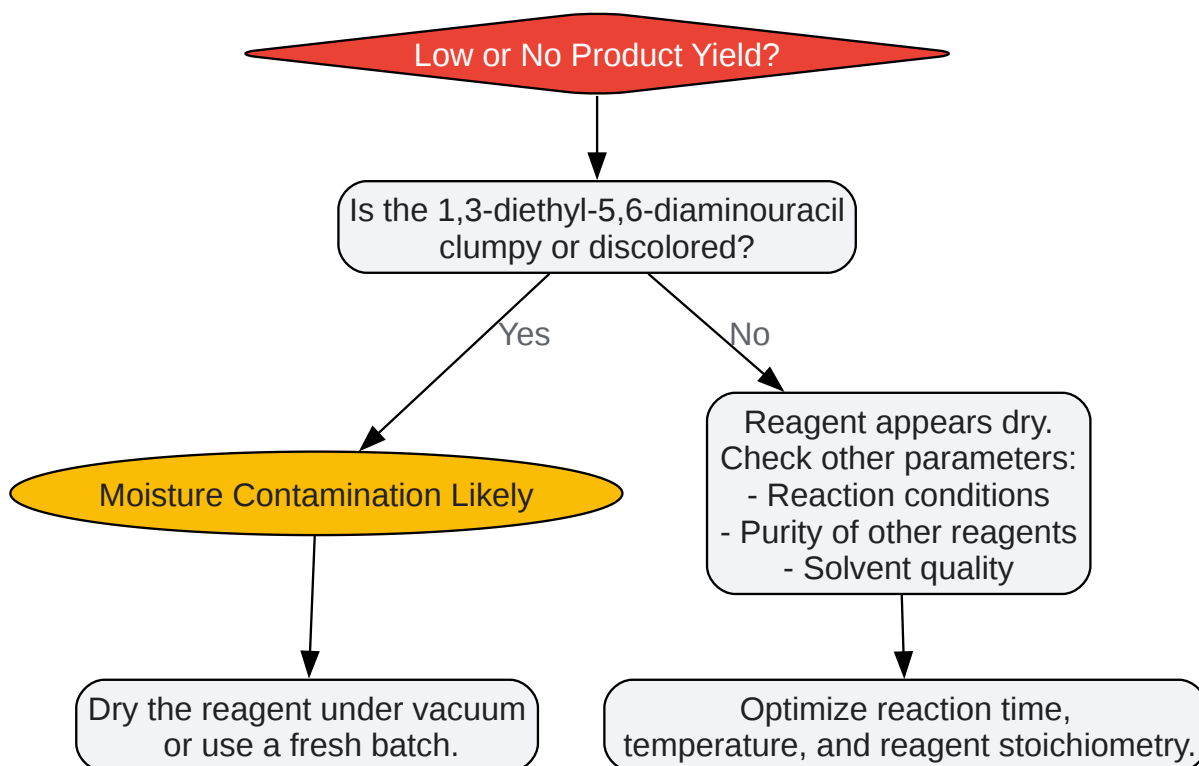 Low or No Product Yield?
Is the 1,3-diethyl-5,6-diaminouracil
clumpy or discolored?
Yes
No
Reagent appears dry.
Check other parameters:
- Reaction conditions
- Purity of other reagents
- Solvent quality
Moisture Contamination Likely
Dry the reagent under vacuum
or use a fresh batch.
Optimize reaction time,
temperature, and reagent stoichiometry.